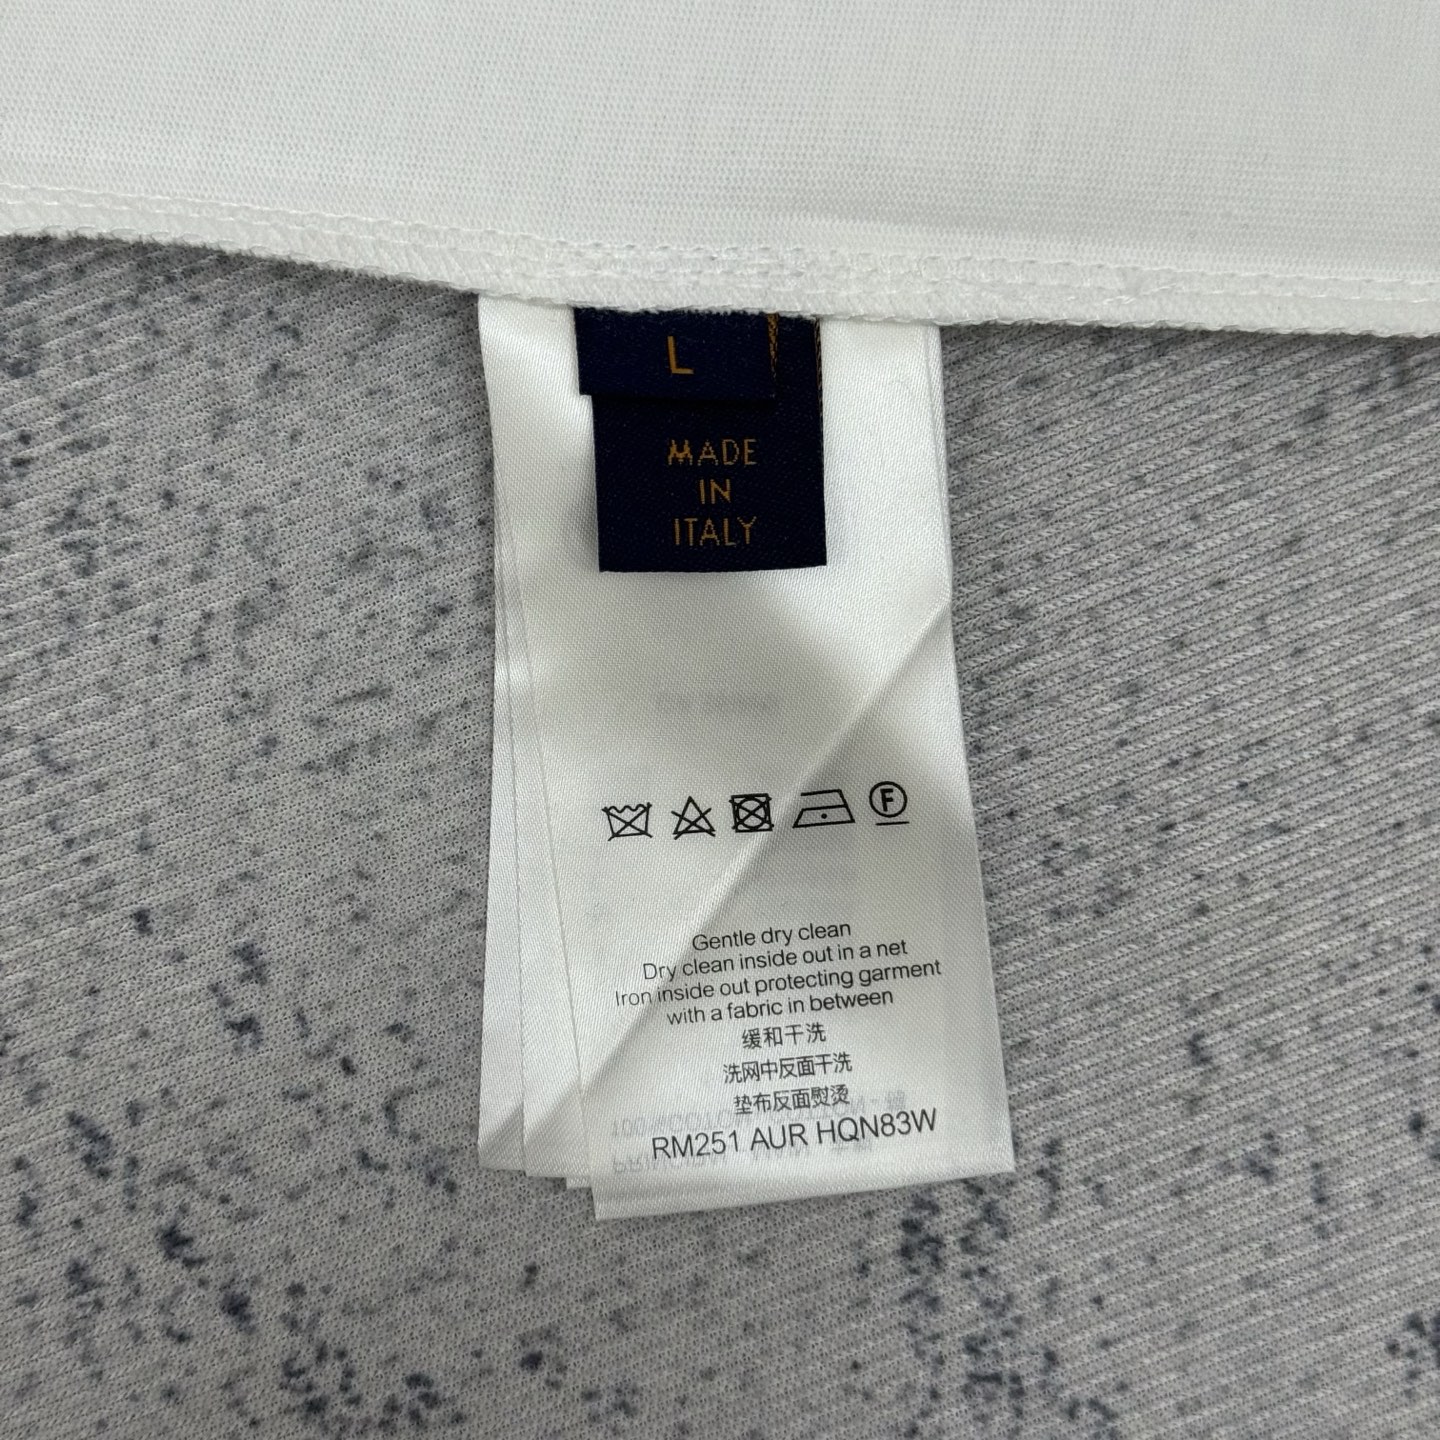 L
MADE
IN
ITALY
F
Gentle dry clean
Dry clean inside out in a net
Iron inside out protecting garment
with a fabric in between
缓和干洗
洗网中反面干洗
垫布反面熨烫
RM251 AUR HQN83W